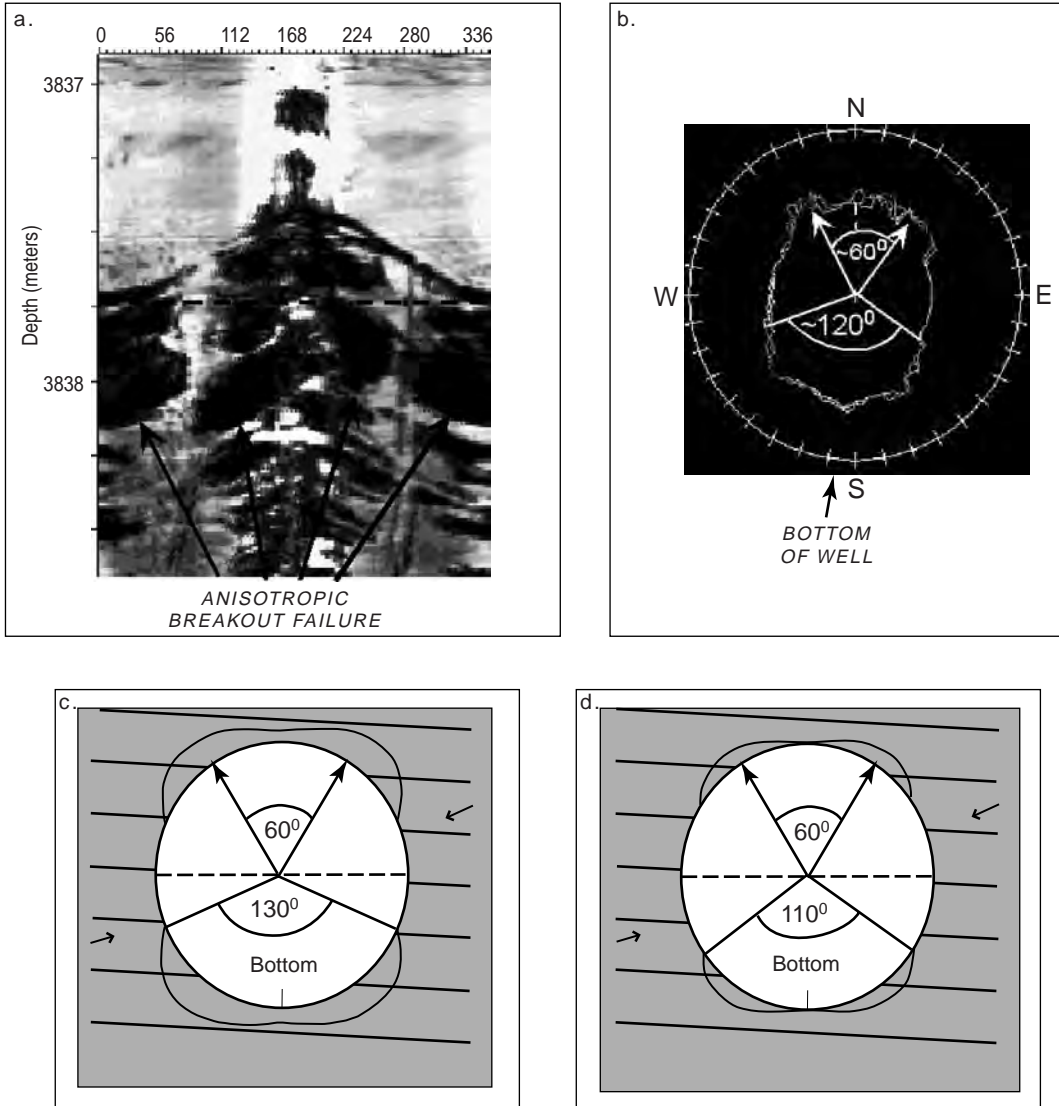 a.
0 56 112 168 224 280 336
3837
Depth (meters)
3838
ANISOTROPIC
BREAKOUT FAILURE
b.
N
~60⁰
W E
~120⁰
S
BOTTOM
OF WELL
c.
60⁰
130⁰
Bottom
d.
60⁰
110⁰
Bottom